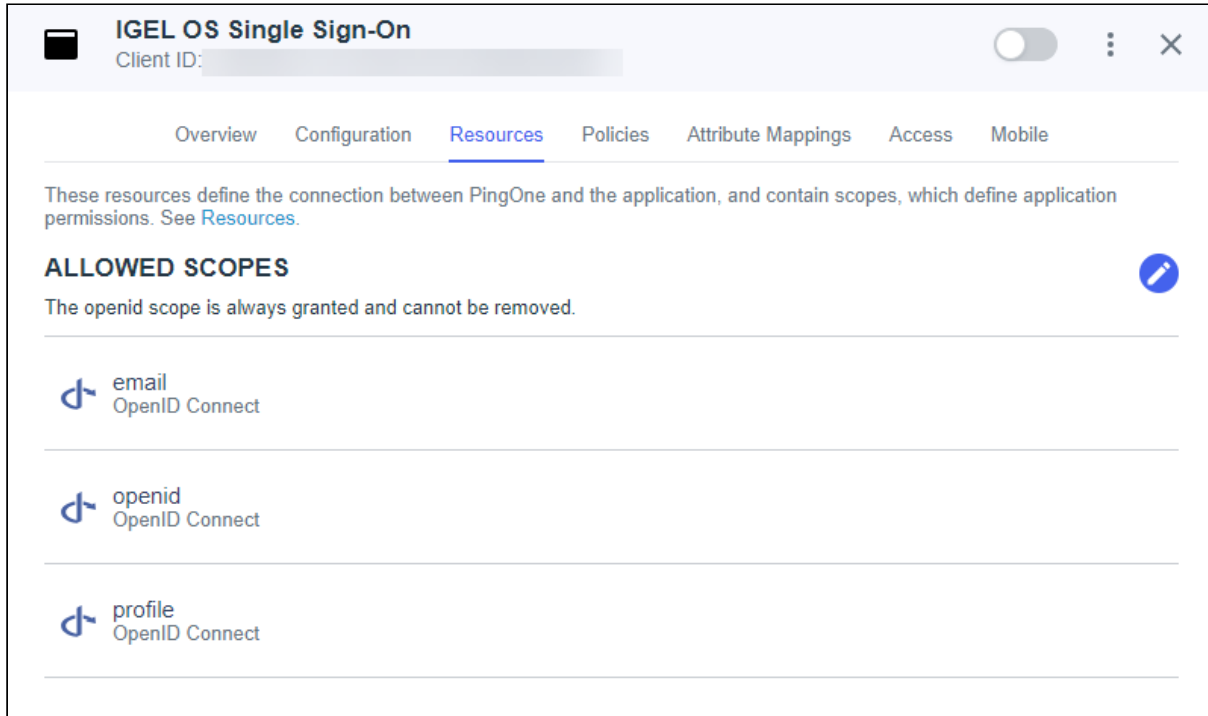 IGEL OS Single Sign-On
Client ID:
Overview Configuration Resources Policies Attribute Mappings Access Mobile
These resources define the connection between PingOne and the application, and contain scopes, which define application
permissions. See Resources.
ALLOWED SCOPES
The openid scope is always granted and cannot be removed.
email
OpenID Connect
openid
OpenID Connect
profile
OpenID Connect